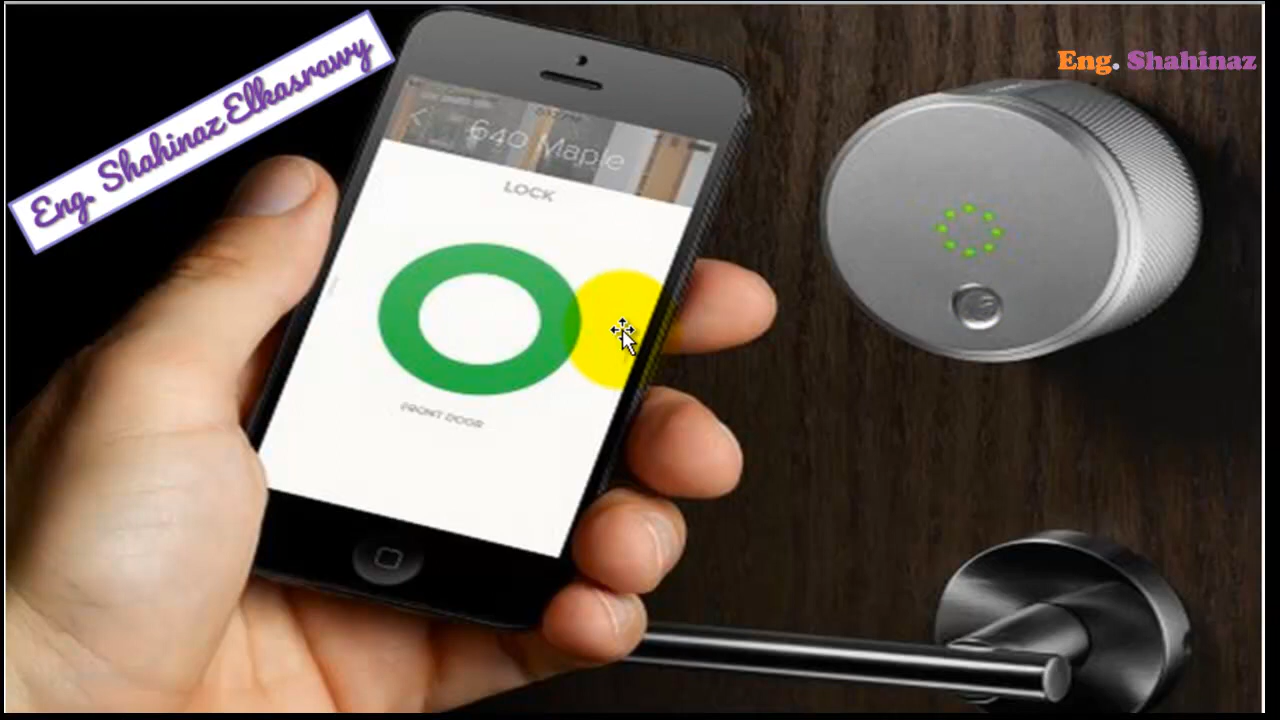 Eng. Shahinaz Elkasrawy
Eng. Shahinaz
640 Maple
LOCK
FRONT DOOR